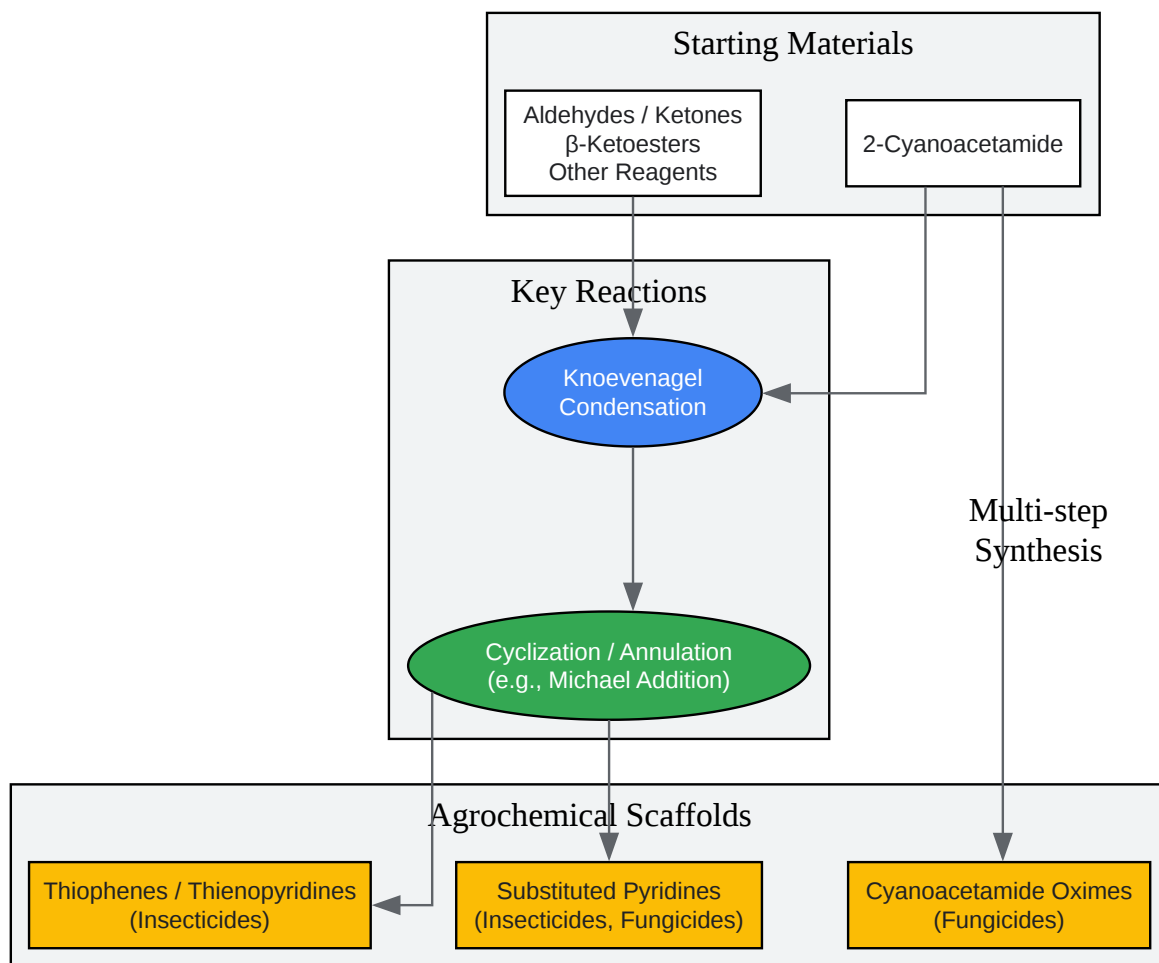 Starting Materials
Aldehydes / Ketones
β-Ketoesters
Other Reagents
2-Cyanoacetamide
Key Reactions
Knoevenagel
Condensation
Multi-step
Synthesis
Cyclization / Annulation
(e.g., Michael Addition)
Agrochemical Scaffolds
Thiophenes / Thienopyridines
(Insecticides)
Substituted Pyridines
(Insecticides, Fungicides)
Cyanoacetamide Oximes
(Fungicides)